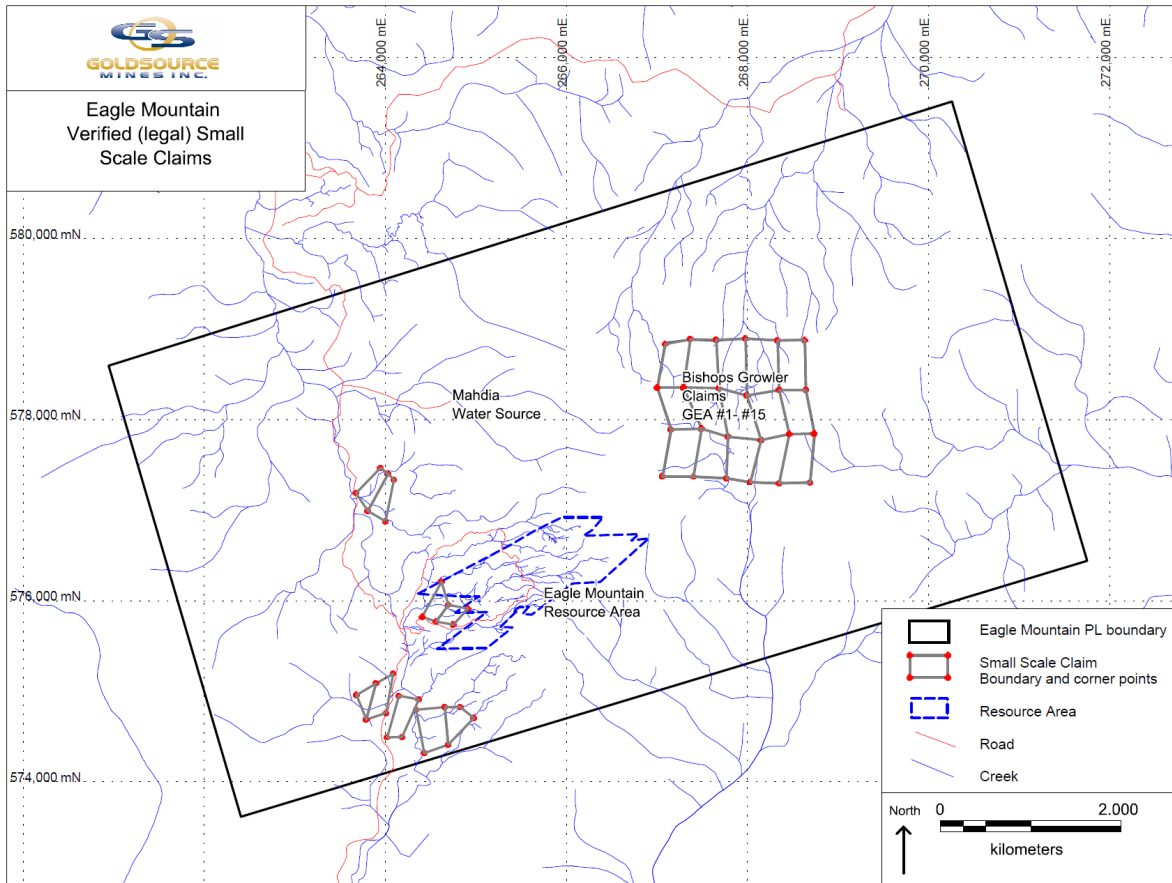 GOLDSOURCE
MINES INC.
Eagle Mountain
Verified (legal) Small
Scale Claims
264,000 mE.
266,000 mE.
268,000 mE.
270,000 mE.
272,000 mE.
580,000 mN
578,000 mN
576,000 mN
574,000 mN
Bishops Growler
Claims
GEA #1- #15
Mahdia
Water Source
Eagle Mountain
Resource Area
Eagle Mountain PL boundary
Small Scale Claim
Boundary and corner points
Resource Area
Road
Creek
North
0
2.000
kilometers